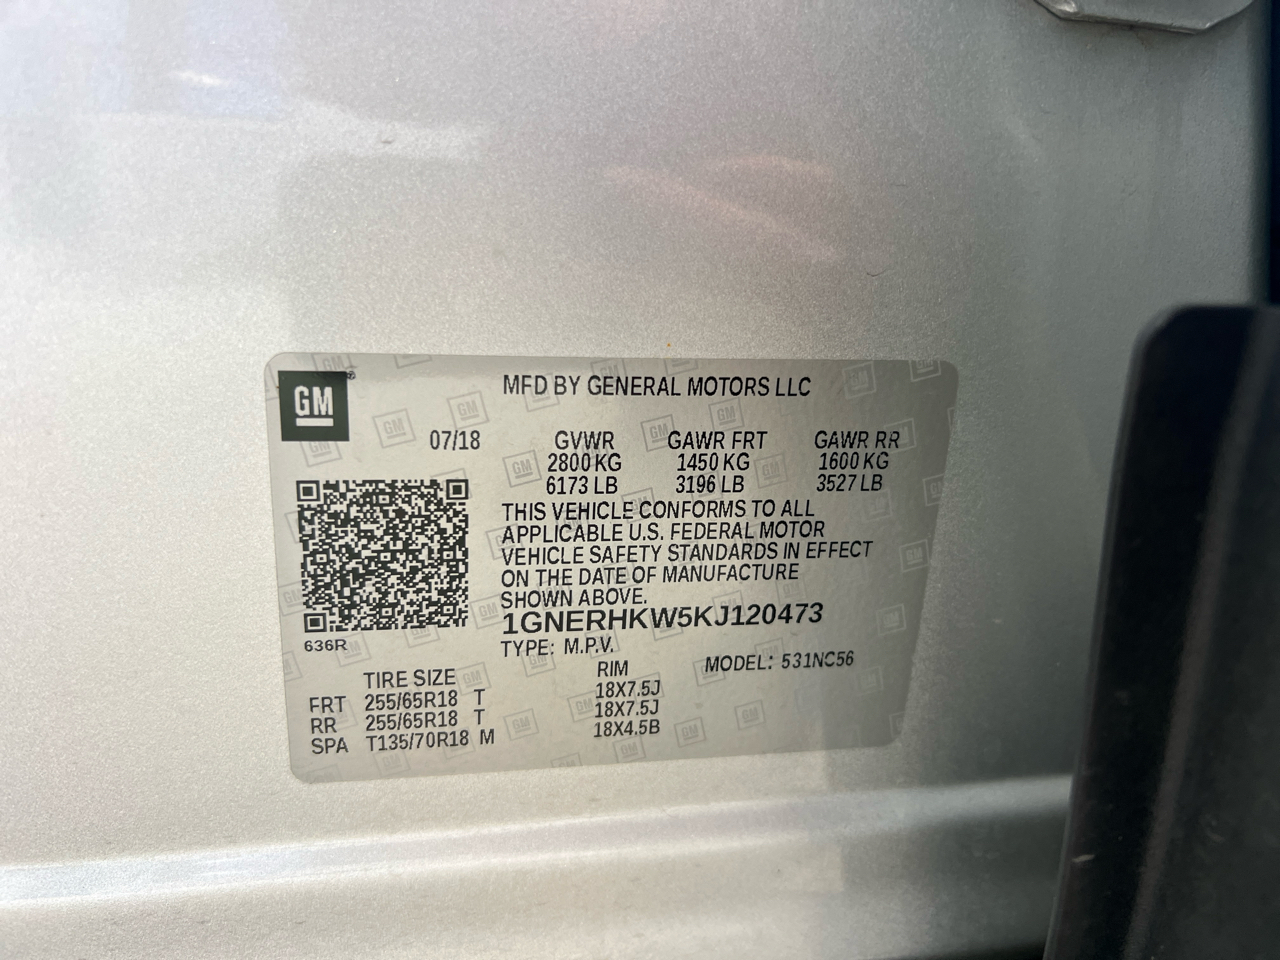 GM
MFD BY GENERAL MOTORS LLC
07/18 GVWR GAWR FRT GAWR RR
2800 KG 1450 KG 1600 KG
6173 LB 3196 LB 3527 LB
THIS VEHICLE CONFORMS TO ALL
APPLICABLE U.S. FEDERAL MOTOR
VEHICLE SAFETY STANDARDS IN EFFECT
ON THE DATE OF MANUFACTURE
SHOWN ABOVE.
1GNERHKW5KJ120473
636R
TYPE: M.P.V. MODEL: 531NC56
TIRE SIZE RIM
FRT 255/65R18 T 18X7.5J
RR 255/65R18 T 18X7.5J
SPA T135/70R18 M 18X4.5B